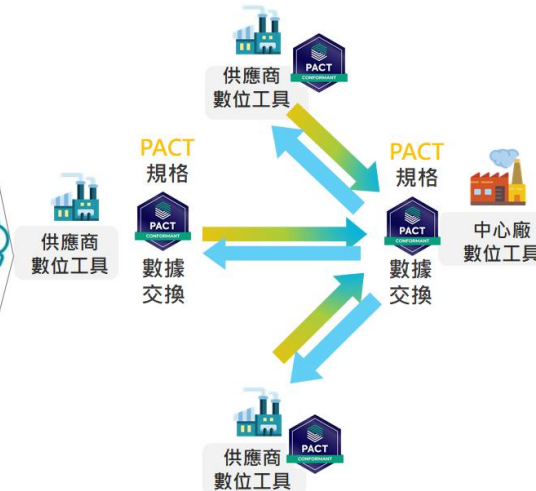 供應商
數位工具
PACT
CONFORMANT
PACT
規格
PACT
CONFORMANT
數據
交換
供應商
數位工具
PACT
規格
PACT
CONFORMANT
數據
交換
中心廠
數位工具
供應商
數位工具
PACT
CONFORMANT